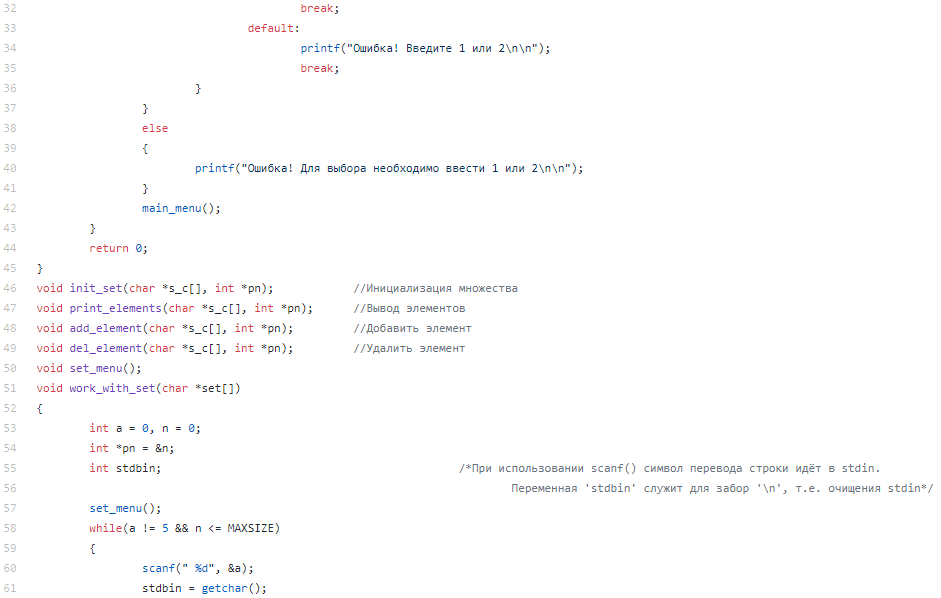 32                                         break;
33                                 default:
34                                         printf("Ошибка! Введите 1 или 2\n\n");
35                                         break;
36                         }
37                 }
38                 else
39                 {
40                         printf("Ошибка! Для выбора необходимо ввести 1 или 2\n\n");
41                 }
42                 main_menu();
43         }
44         return 0;
45 }
46 void init_set(char *s_c[], int *pn);            //Инициализация множества
47 void print_elements(char *s_c[], int *pn);      //Вывод элементов
48 void add_element(char *s_c[], int *pn);         //Добавить элемент
49 void del_element(char *s_c[], int *pn);         //Удалить элемент
50 void set_menu();
51 void work_with_set(char *set[])
52 {
53         int a = 0, n = 0;
54         int *pn = &n;
55         int stdbin;                                             /*При использовании scanf() символ перевода строки идёт в stdin.
56                                                                         Переменная 'stdbin' служит для забор '\n', т.е. очищения stdin*/
57         set_menu();
58         while(a != 5 && n <= MAXSIZE)
59         {
60                 scanf(" %d", &a);
61                 stdbin = getchar();